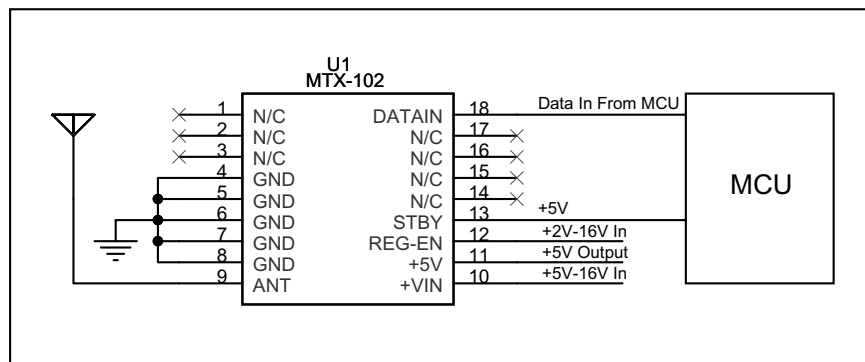 U1
MTX-102
1 N/C DATAIN 18 Data In From MCU
2 N/C N/C 17
3 N/C N/C 16
4 GND N/C 15
5 GND N/C 14
6 GND STBY 13 +5V
7 GND REG-EN 12 +2V-16V In
8 GND +5V 11 +5V Output
9 ANT +VIN 10 +5V-16V In
MCU